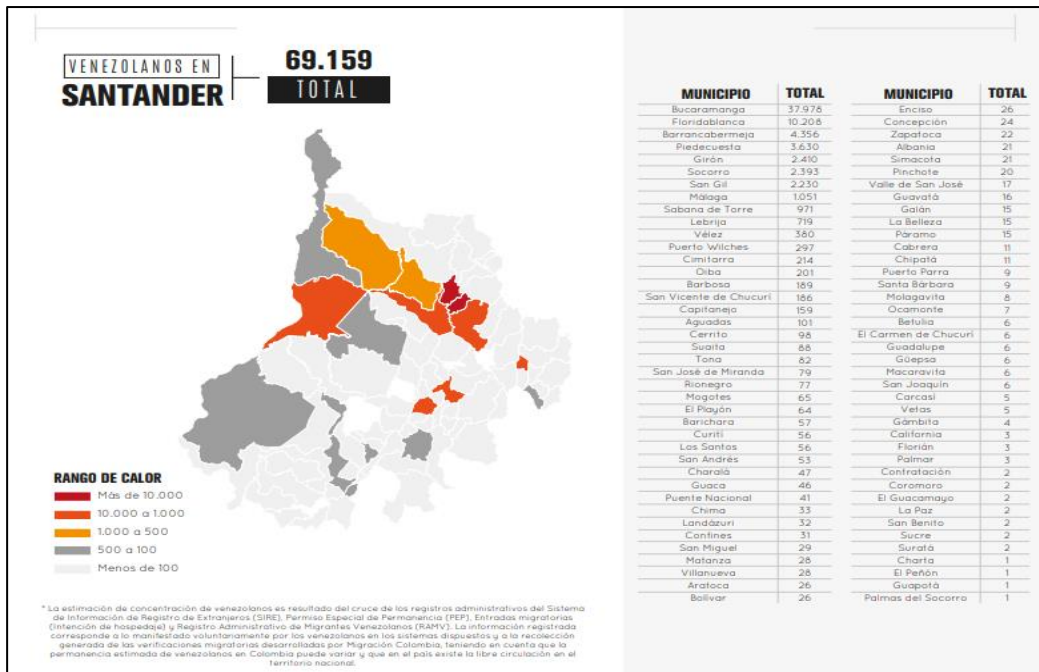 VENEZOLANOS EN
SANTANDER
69.159
TOTAL
RANGO DE CALOR
Más de 10.000
10.000 a 1.000
1.000 a 500
500 a 100
Menos de 100
* La estimación de concentración de venezolanos es resultado del cruce de los registros administrativos del Sistema
de Información de Registro de Extranjeros (SIRE), Permiso Especial de Permanencia (PEP), Entradas migratorias
(Intención de hospedaje) y Registro Administrativo de Migrantes Venezolanos (RAMV). La información registrada
corresponde a lo manifestado voluntariamente por los venezolanos en los sistemas dispuestos y a la recolección
generada de las verificaciones migratorias desarrolladas por Migración Colombia, teniendo en cuenta que la
permanencia estimada de venezolanos en Colombia puede variar y que en el país existe la libre circulación en el
territorio nacional.
MUNICIPIO TOTAL
Bucaramanga 37.978
Floridablanca 10.208
Barrancabermeja 4.356
Piedecuesta 3.630
Girón 2.410
Socorro 2.393
San Gil 2.230
Málaga 1.051
Sabana de Torre 971
Lebrija 719
Vélez 380
Puerto Wilches 297
Cimitarra 214
Oiba 201
Barbosa 189
San Vicente de Chucurí 186
Capitanejo 159
Aguadas 101
Cerrito 98
Suaita 88
Tona 82
San José de Miranda 79
Rionegro 77
Mogotes 65
El Playón 64
Barichara 57
Curití 56
Los Santos 56
San Andrés 53
Charalá 47
Guaca 46
Puente Nacional 41
Chima 33
Landázuri 32
Confines 31
San Miguel 29
Matanza 28
Villanueva 28
Aratoca 26
Bolívar 26
MUNICIPIO TOTAL
Enciso 26
Concepción 24
Zapatoca 22
Albania 21
Simacota 21
Pinchote 20
Valle de San José 17
Guavatá 16
Galán 15
La Belleza 15
Páramo 15
Cabrera 11
Chipatá 11
Puerto Parra 9
Santa Bárbara 9
Molagavita 8
Ocamonte 7
Betulia 6
El Carmen de Chucurí 6
Guadalupe 6
Güepsa 6
Macaravita 6
San Joaquín 6
Carcasí 5
Vetas 5
Gámbita 4
California 3
Florián 3
Palmar 3
Contratación 2
Coromoro 2
El Guacamayo 2
La Paz 2
San Benito 2
Sucre 2
Suratá 2
Charta 1
El Peñón 1
Guapotá 1
Palmas del Socorro 1